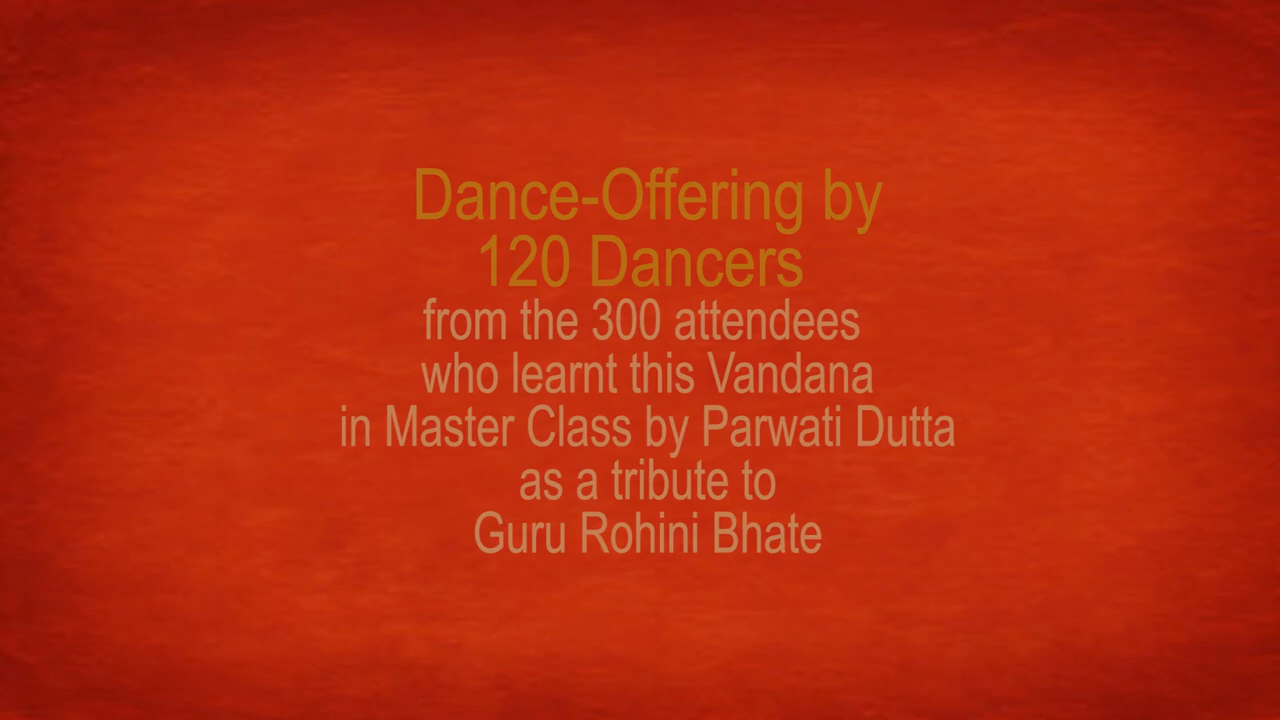 Dance-Offering by
120 Dancers
from the 300 attendees
who learnt this Vandana
in Master Class by Parwati Dutta
as a tribute to
Guru Rohini Bhate